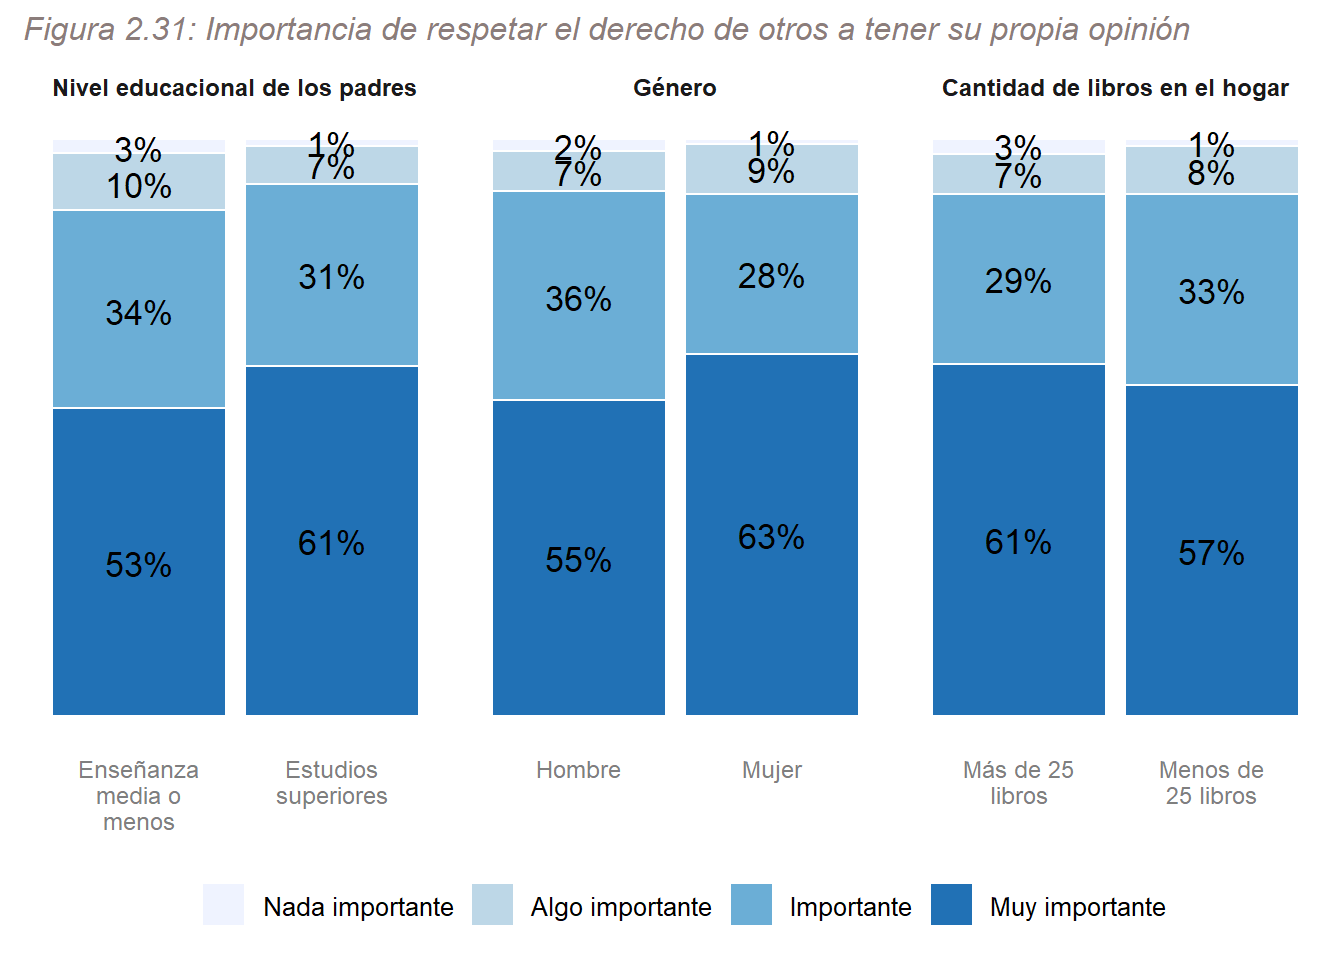 Figura 2.31: Importancia de respetar el derecho de otros a tener su propia opinión
Nivel educacional de los padres
Género
Cantidad de libros en el hogar
3%
10%
34%
53%
1%
7%
31%
61%
2%
7%
36%
55%
1%
9%
28%
63%
3%
7%
29%
61%
1%
8%
33%
57%
Enseñanza
media o
menos
Estudios
superiores
Hombre
Mujer
Más de 25
libros
Menos de
25 libros
Nada importante
Algo importante
Importante
Muy importante